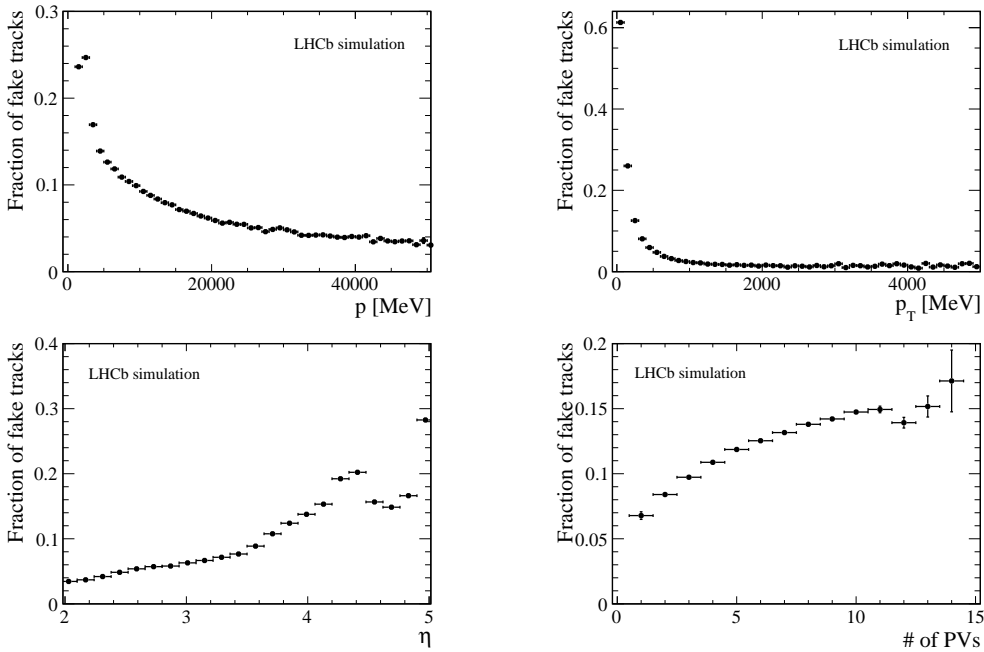 Fraction of fake tracks
0.3
0.2
0.1
0
LHCb simulation
0 20000 40000
p [MeV]
Fraction of fake tracks
0.6
0.4
0.2
0
LHCb simulation
0 2000 4000
p_T [MeV]
Fraction of fake tracks
0.4
0.3
0.2
0.1
0
LHCb simulation
2 3 4 5
η
Fraction of fake tracks
0.2
0.15
0.1
0.05
0
LHCb simulation
0 5 10 15
# of PVs